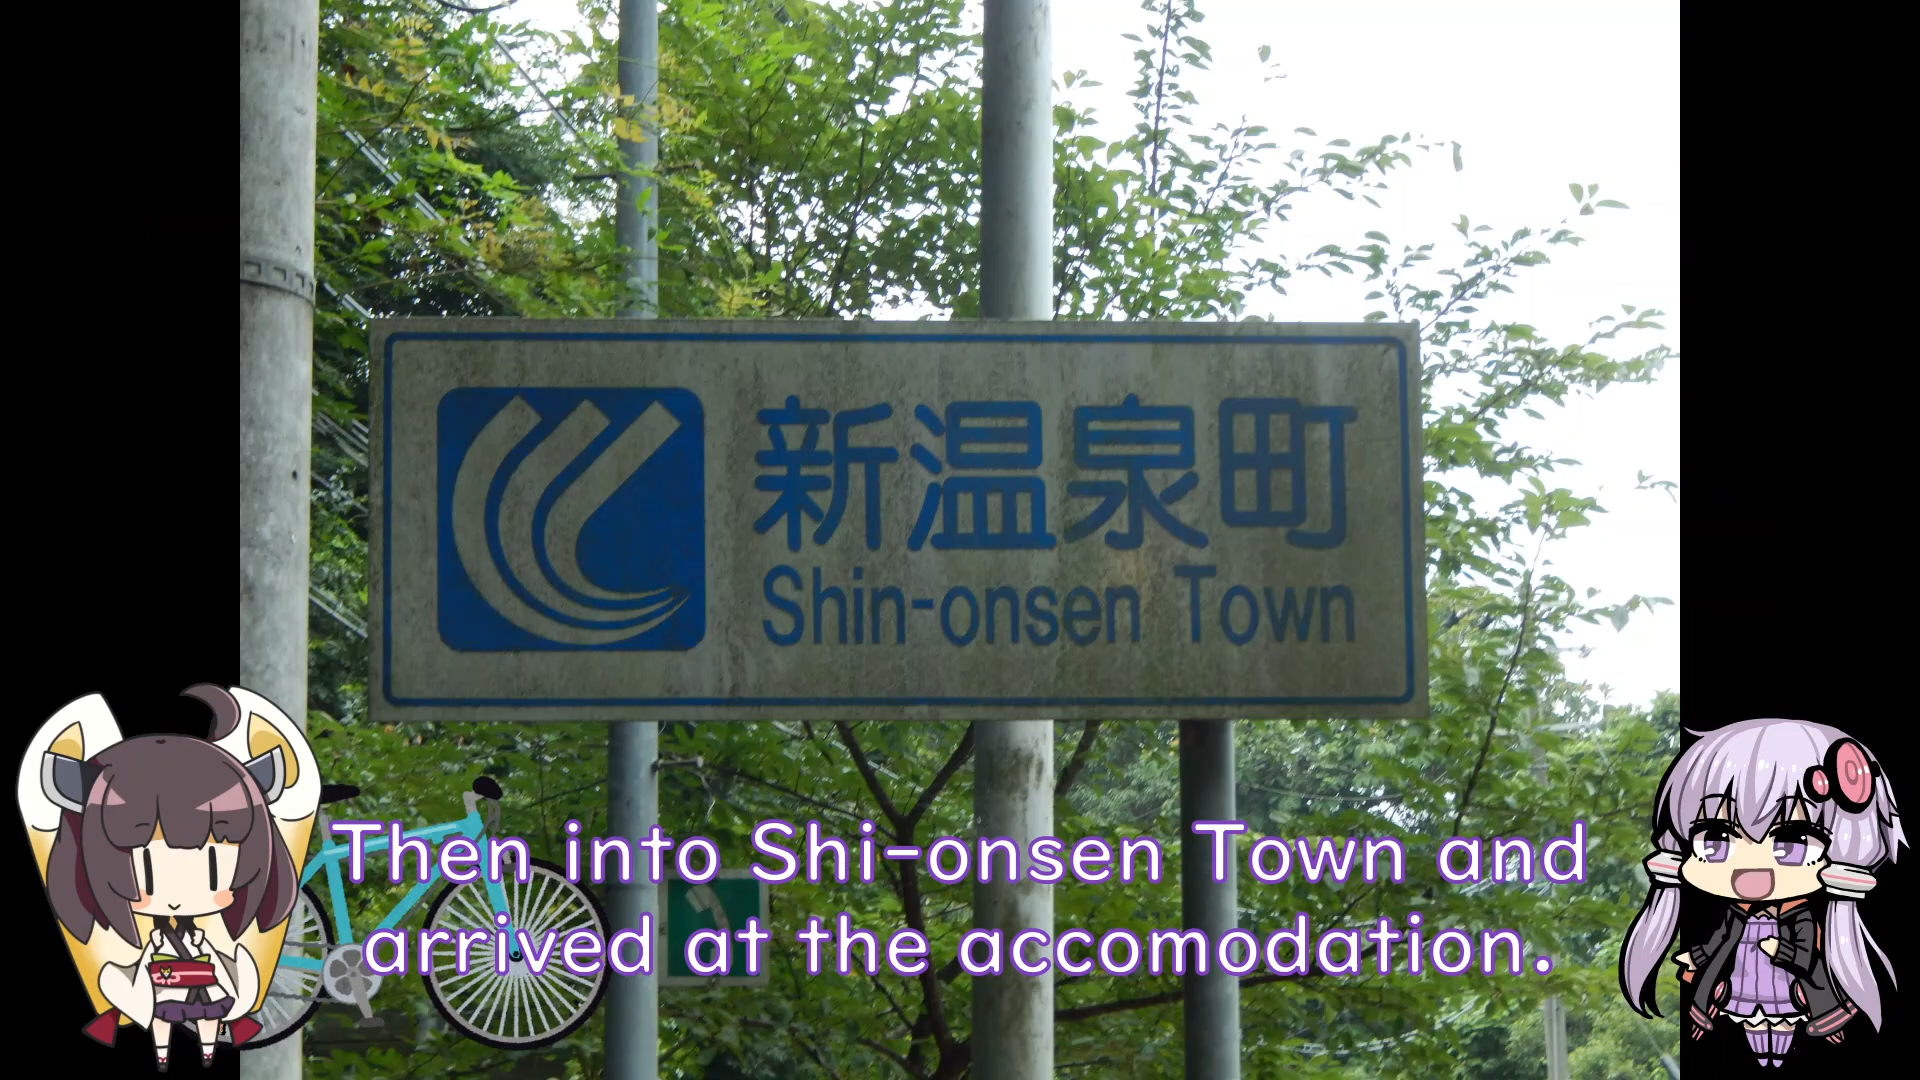 新温泉町
Shin-onsen Town
Then into Shi-onsen Town and
arrived at the accomodation.